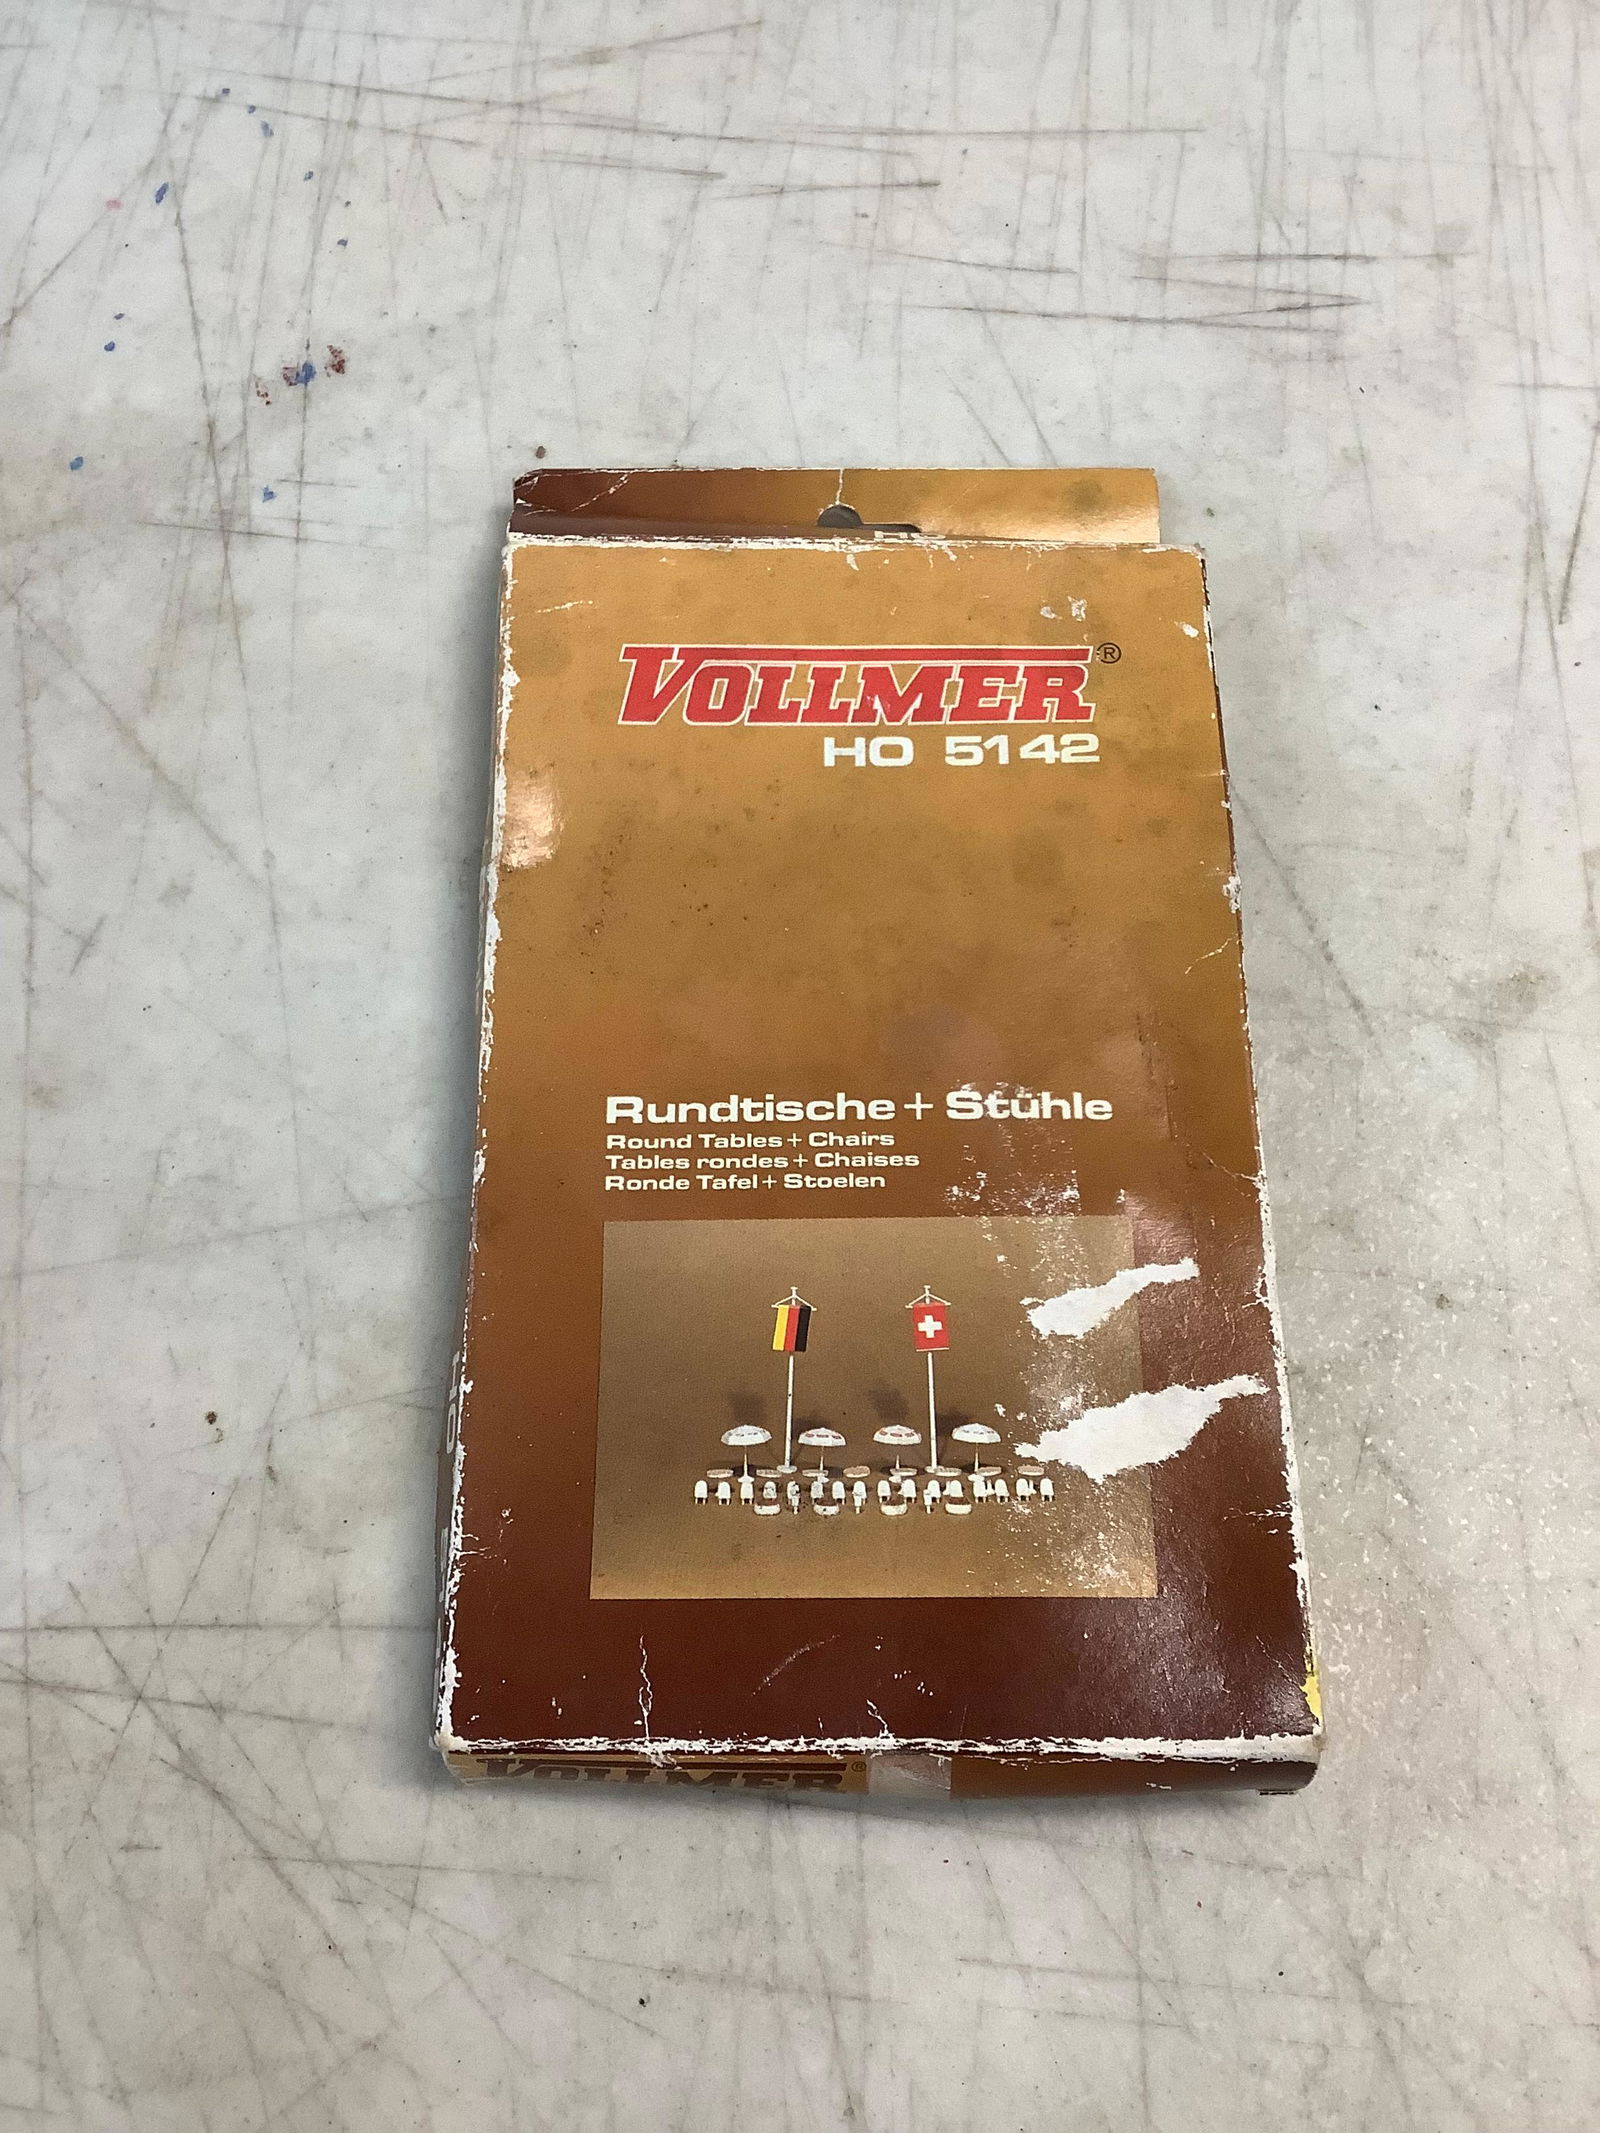 VOLLMER®
HO 5142
Rundtische + Stühle
Round Tables + Chairs
Tables rondes + Chaises
Ronde Tafel + Stoelen
VOLLMER®